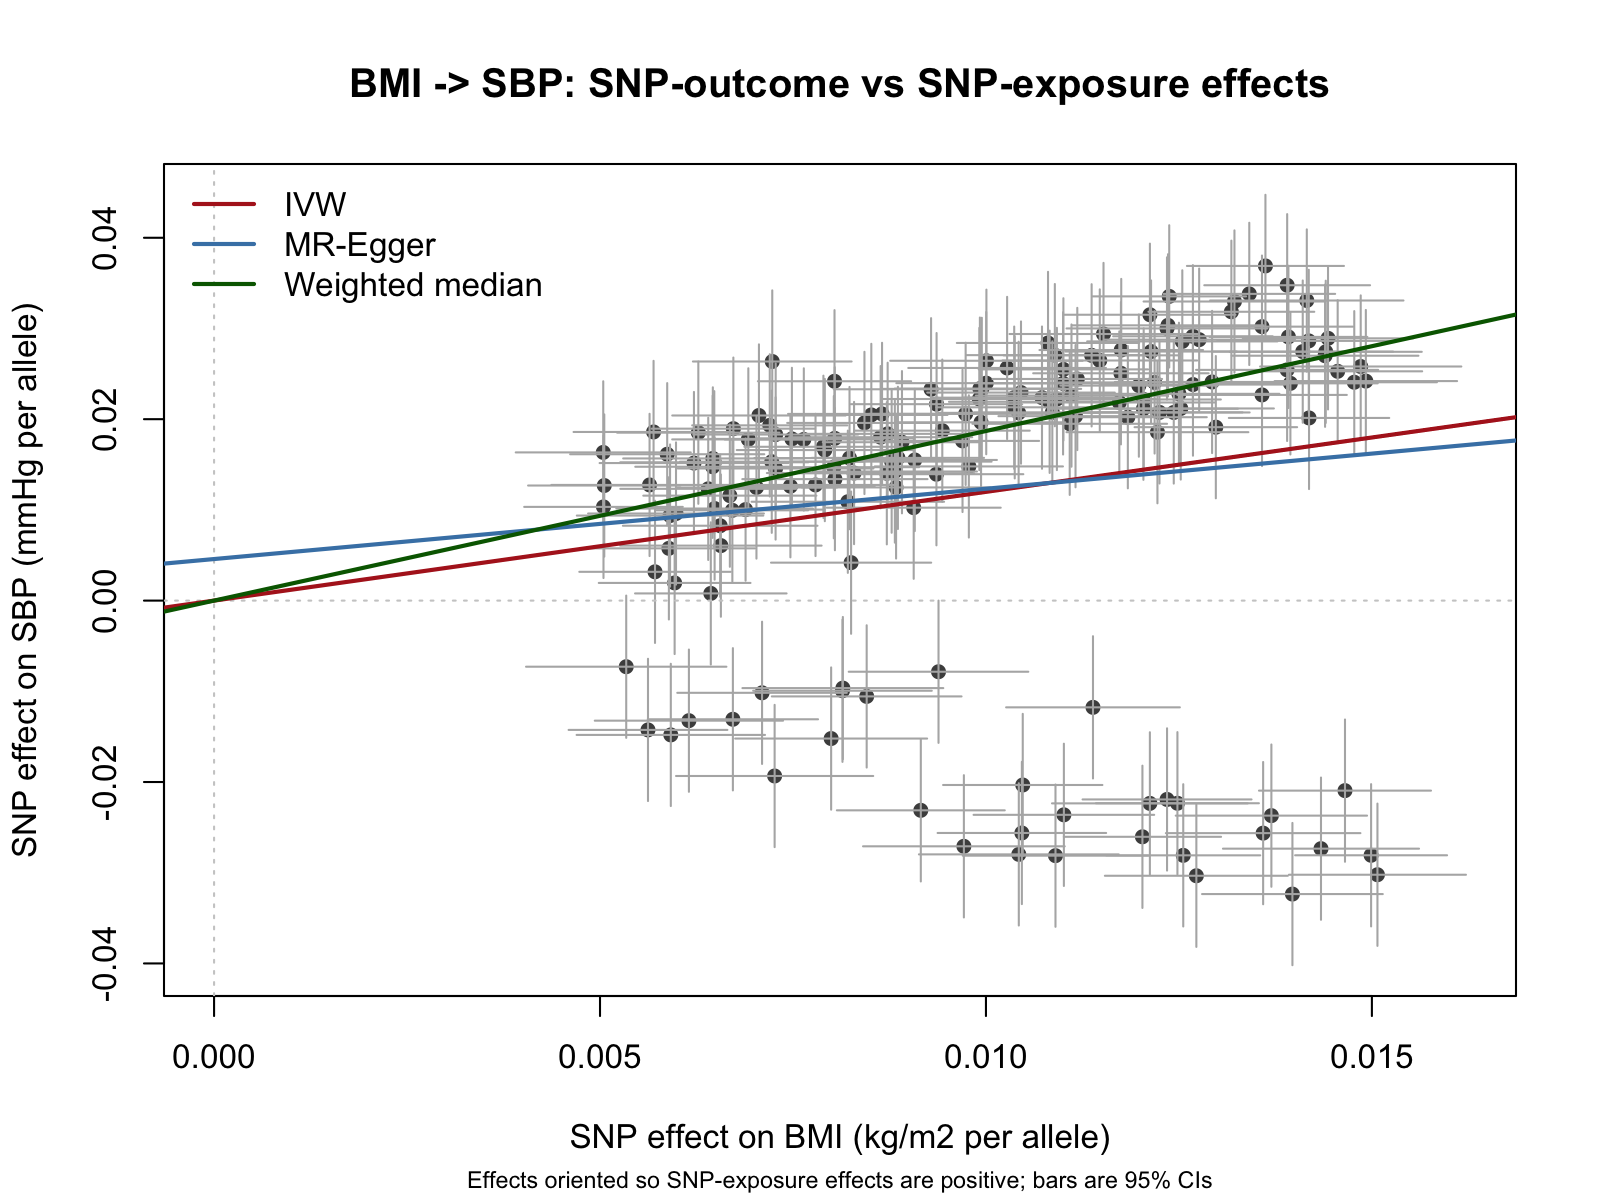 BMI -> SBP: SNP-outcome vs SNP-exposure effects
IVW
MR-Egger
Weighted median
SNP effect on SBP (mmHg per allele)
0.04
0.02
0.00
-0.02
-0.04
0.000 0.005 0.010 0.015
SNP effect on BMI (kg/m2 per allele)
Effects oriented so SNP-exposure effects are positive; bars are 95% CIs